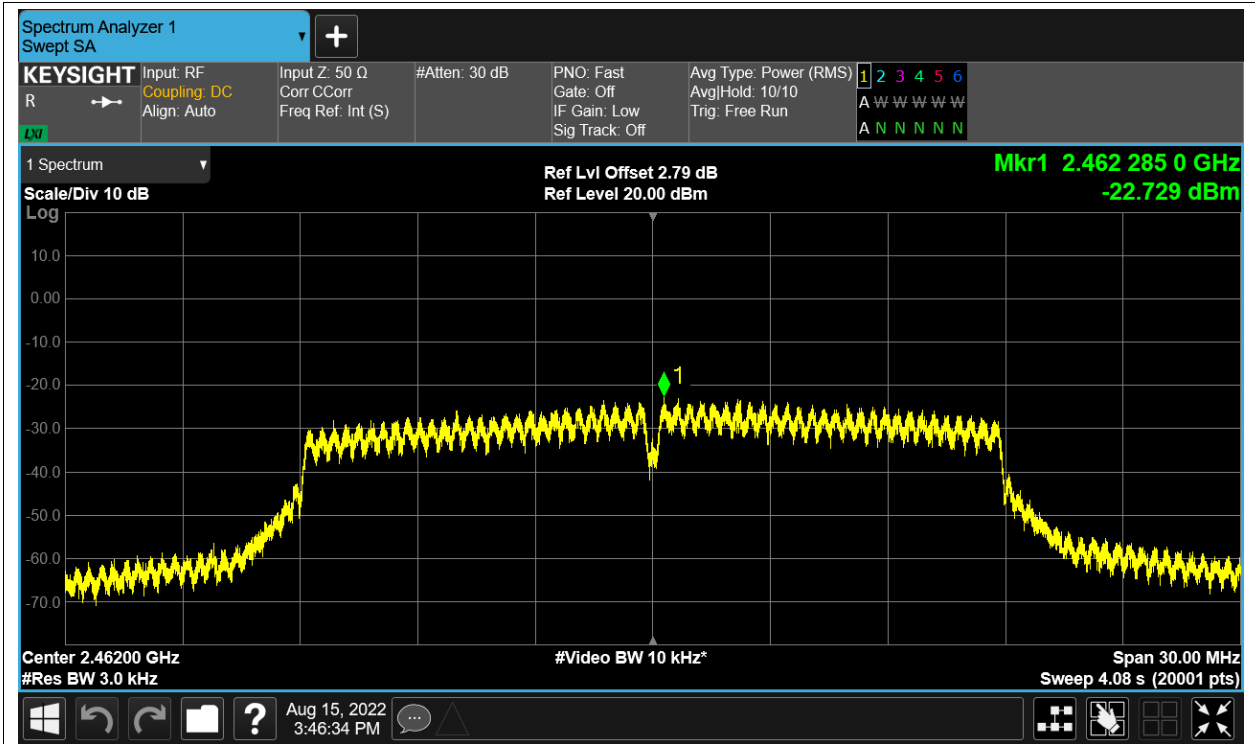 Spectrum Analyzer 1
Swept SA
KEYSIGHT
R
LXI
Input: RF
Coupling: DC
Align: Auto
Input Z: 50 Ω
Corr CCorr
Freq Ref: Int (S)
#Atten: 30 dB
PNO: Fast
Gate: Off
IF Gain: Low
Sig Track: Off
Avg Type: Power (RMS)
Avg|Hold: 10/10
Trig: Free Run
1 2 3 4 5 6
A W W W W W
A N N N N N
1 Spectrum
Scale/Div 10 dB
Log
Ref Lvl Offset 2.79 dB
Ref Level 20.00 dBm
Mkr1 2.462 285 0 GHz
-22.729 dBm
10.0
0.00
-10.0
-20.0
-30.0
-40.0
-50.0
-60.0
-70.0
1
Center 2.46200 GHz
#Res BW 3.0 kHz
#Video BW 10 kHz*
Span 30.00 MHz
Sweep 4.08 s (20001 pts)
?
Aug 15, 2022
3:46:34 PM